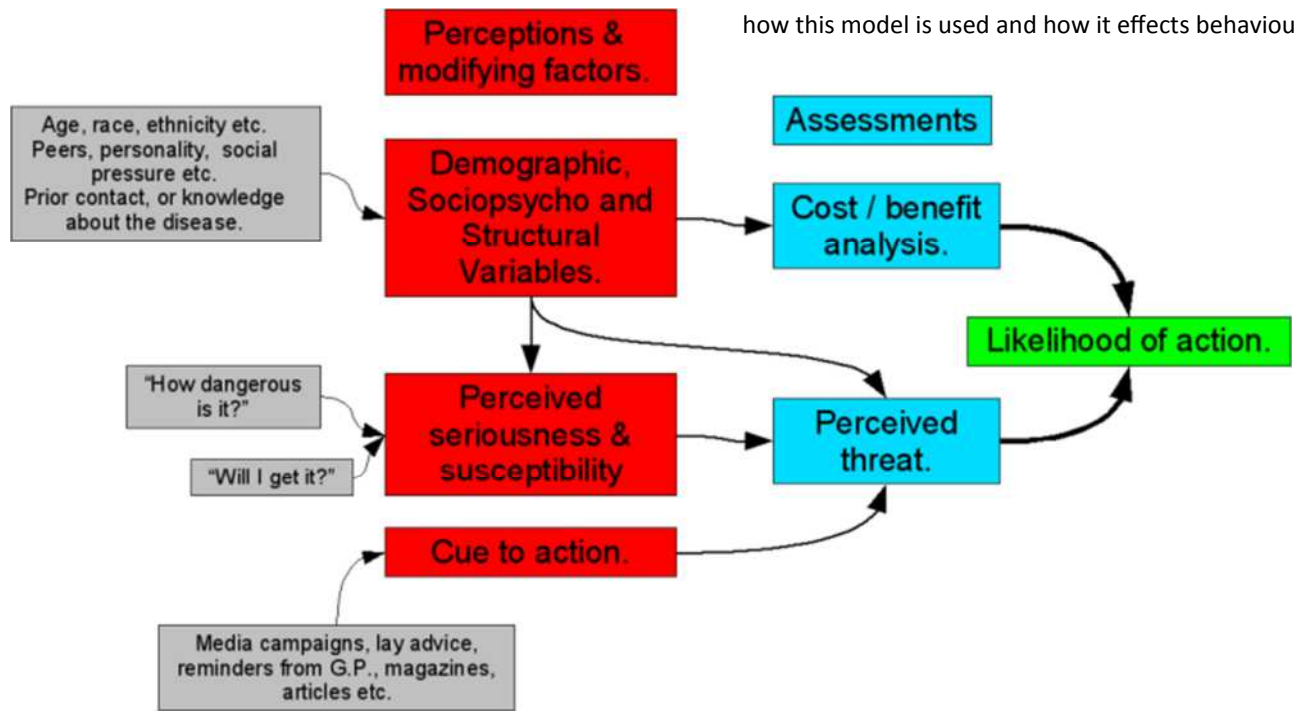 how this model is used and how it effects behaviou
Perceptions &
modifying factors.
Assessments
Age, race, ethnicity etc.
Peers, personality, social
pressure etc.
Prior contact, or knowledge
about the disease.
Demographic,
Sociopsycho and
Structural
Variables.
Cost / benefit
analysis.
Likelihood of action.
"How dangerous
is it?"
"Will I get it?"
Perceived
seriousness &
susceptibility
Perceived
threat.
Cue to action.
Media campaigns, lay advice,
reminders from G.P., magazines,
articles etc.